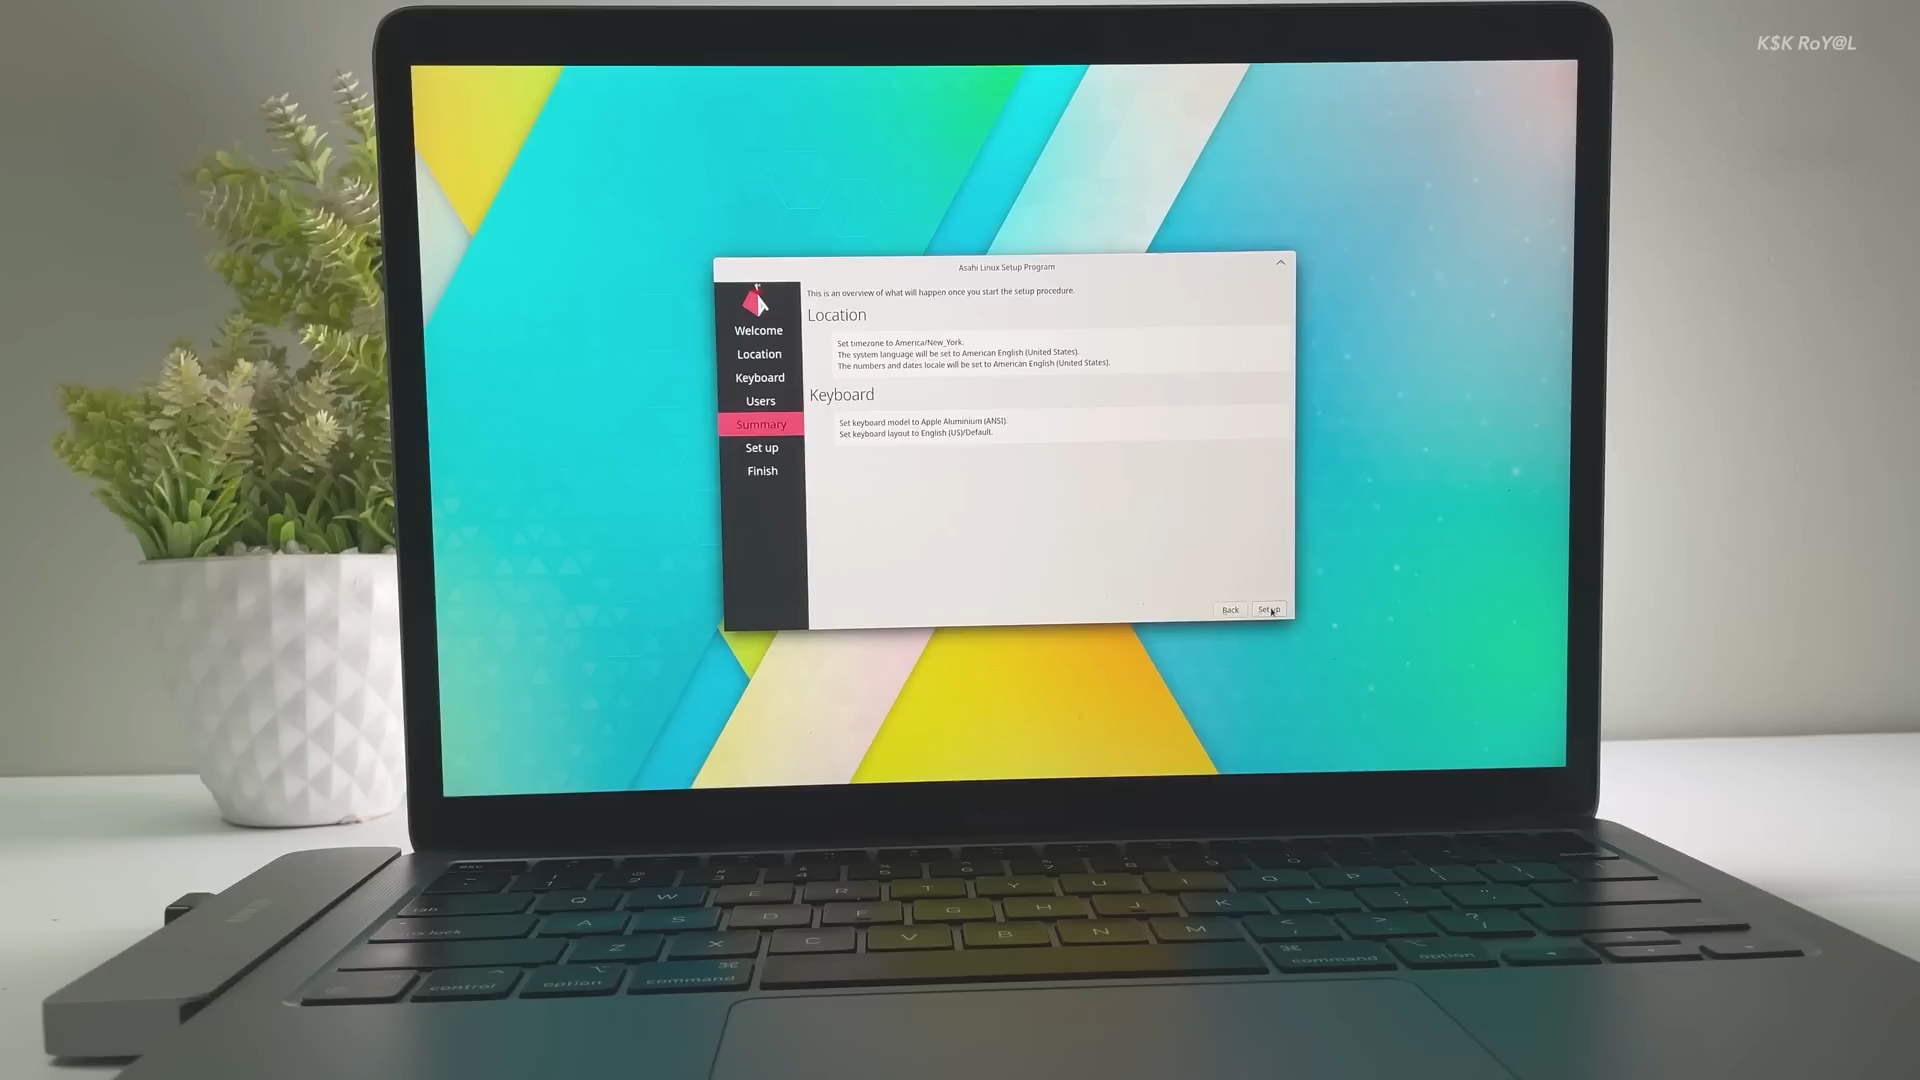 K$K RoY@L
Asahi Linux Setup Program
This is an overview of what will happen once you start the setup procedure.
Welcome
Location
Keyboard
Users
Summary
Set up
Finish
Location
Set timezone to America/New_York.
The system language will be set to American English (United States).
The numbers and dates locale will be set to American English (United States).
Keyboard
Set keyboard model to Apple Aluminium (ANSI).
Set keyboard layout to English (US)/Default.
Back
Set up
esc
tab Q W E R T Y U I O P
A S D F G H J K L
Z X C V B N M
control option command command option